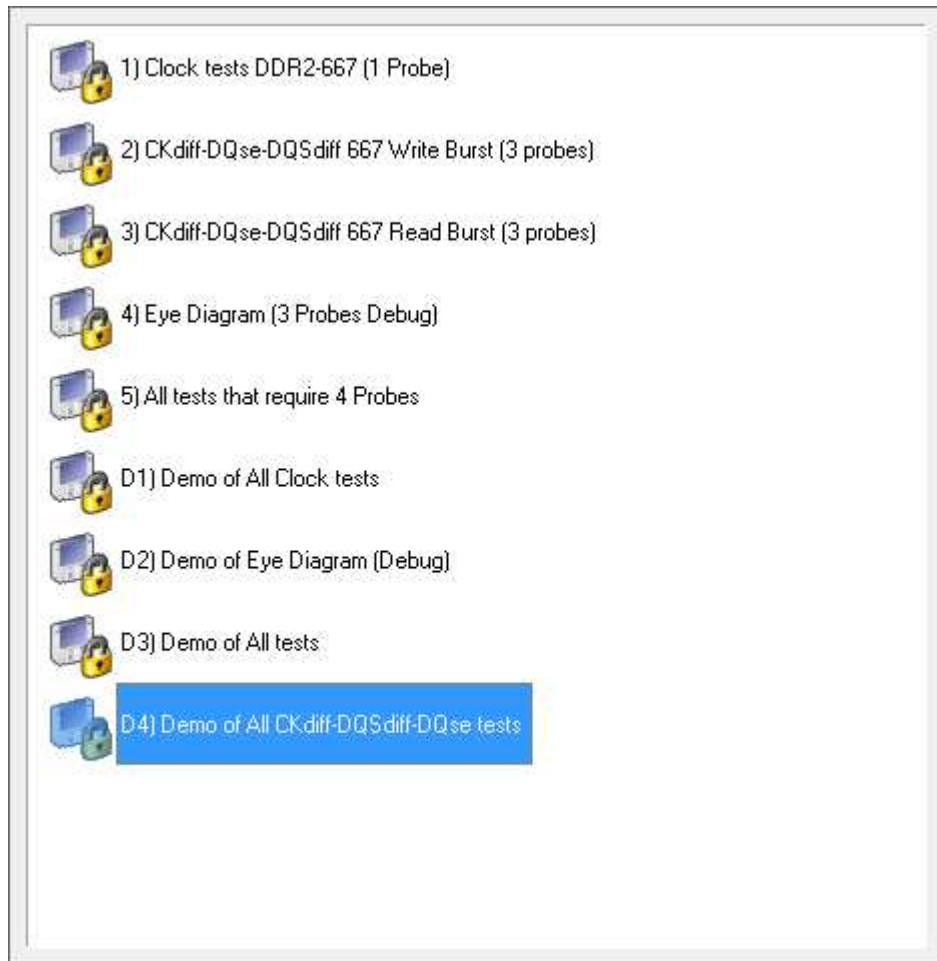 1) Clock tests DDR2-667 (1 Probe)
2) CKdiff-DQse-DQSdiff 667 Write Burst (3 probes)
3) CKdiff-DQse-DQSdiff 667 Read Burst (3 probes)
4) Eye Diagram (3 Probes Debug)
5) All tests that require 4 Probes
D1) Demo of All Clock tests
D2) Demo of Eye Diagram (Debug)
D3) Demo of All tests
D4) Demo of All CKdiff-DQSdiff-DQse tests